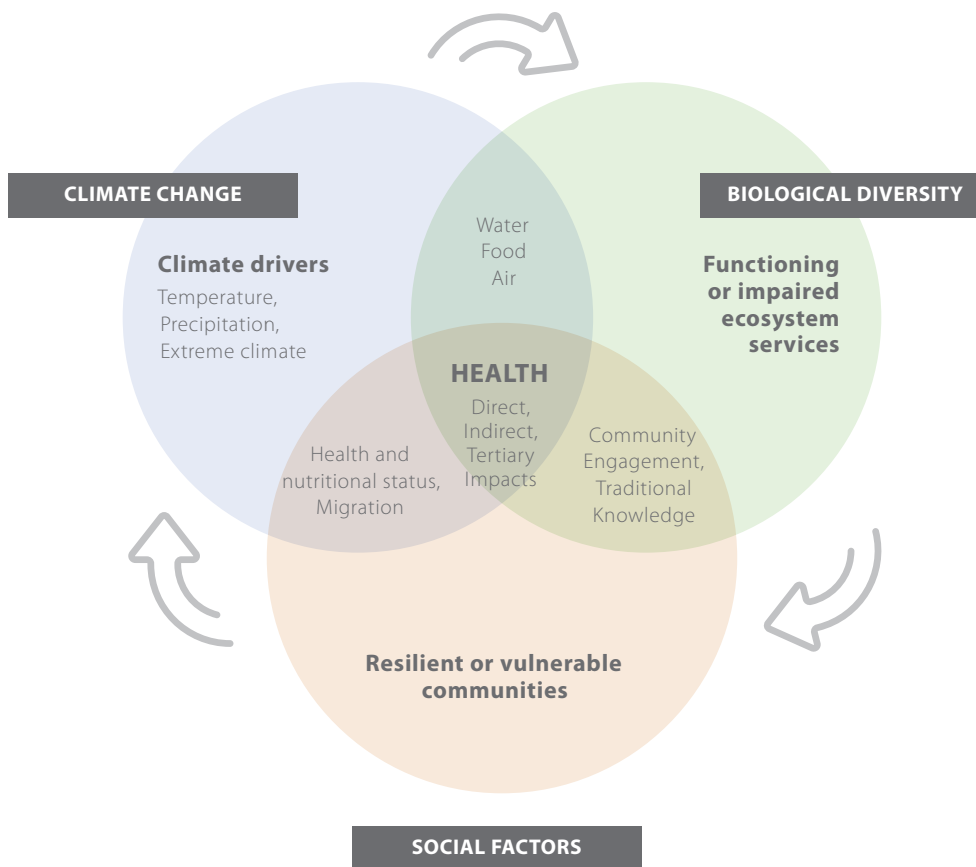 CLIMATE CHANGE
BIOLOGICAL DIVERSITY
Climate drivers
Temperature,
Precipitation,
Extreme climate
Water
Food
Air
Functioning
or impaired
ecosystem
services
HEALTH
Direct,
Indirect,
Tertiary
Impacts
Health and
nutritional status,
Migration
Community
Engagement,
Traditional
Knowledge
Resilient or vulnerable
communities
SOCIAL FACTORS